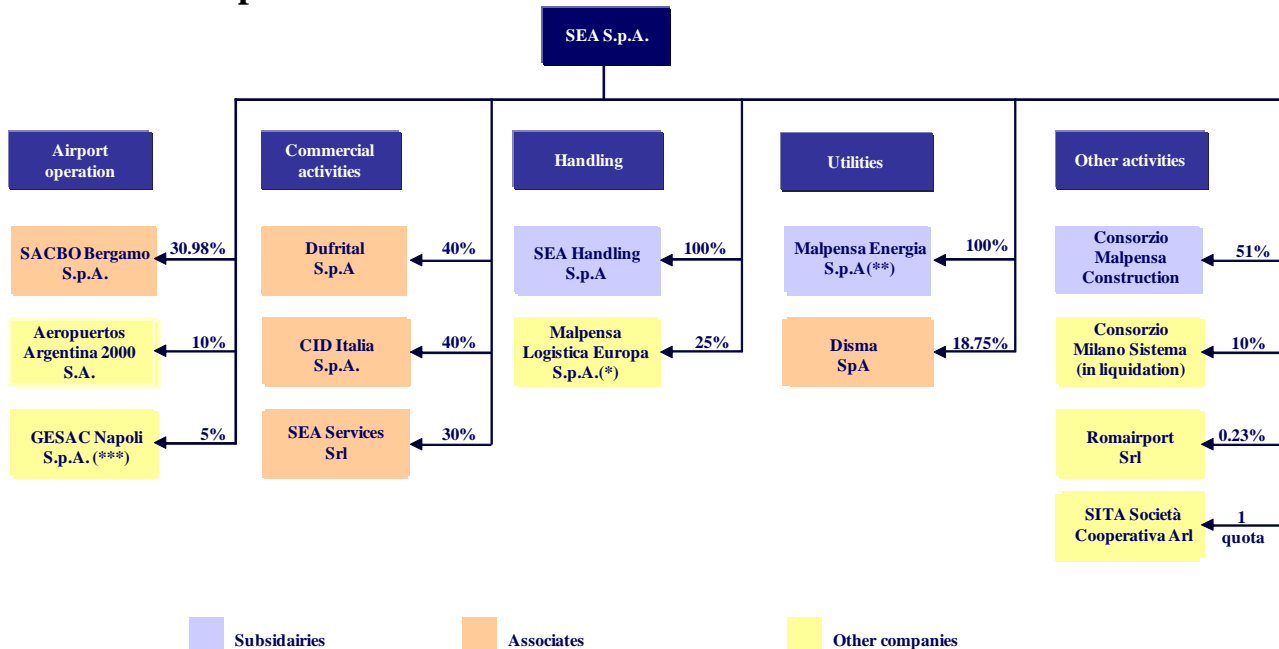 SEA S.p.A.
Airport
operation
Commercial
activities
Handling
Utilities
Other activities
SACBO Bergamo
S.p.A.
30.98%
Dufrital
S.p.A
40%
SEA Handling
S.p.A
100%
Malpensa Energia
S.p.A(**)
100%
Consorzio
Malpensa
Construction
51%
Aeropuertos
Argentina 2000
S.A.
10%
CID Italia
S.p.A.
40%
Malpensa
Logistica Europa
S.p.A.(*)
25%
Disma
SpA
18.75%
Consorzio
Milano Sistema
(in liquidation)
10%
GESAC Napoli
S.p.A. (***)
5%
SEA Services
Srl
30%
Romairport
Srl
0.23%
SITA Società
Cooperativa Arl
1
quota
Subsidairies
Associates
Other companies